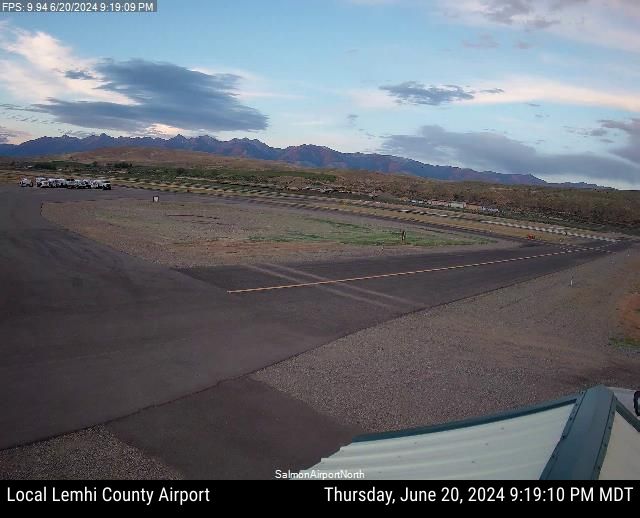 FPS: 9.94 6/20/2024 9:19:09 PM
SalmonAirportNorth
Local Lemhi County Airport
Thursday, June 20, 2024 9:19:10 PM MDT